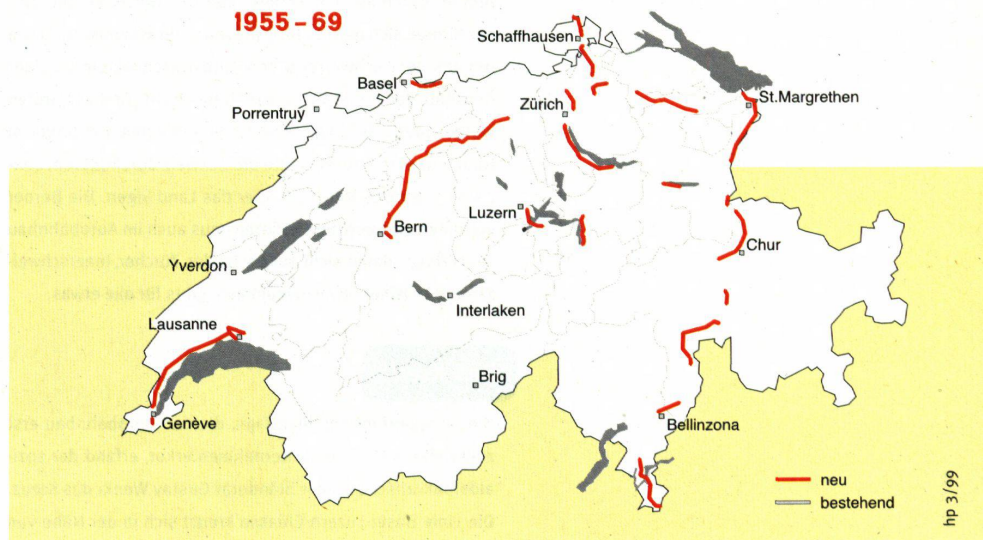 1955 – 69
Schaffhausen
Basel
St.Margrethen
Zürich
Porrentruy
Luzern
Bern
Chur
Yverdon
Interlaken
Lausanne
Brig
Genève
Bellinzona
neu
bestehend
hp 3/99